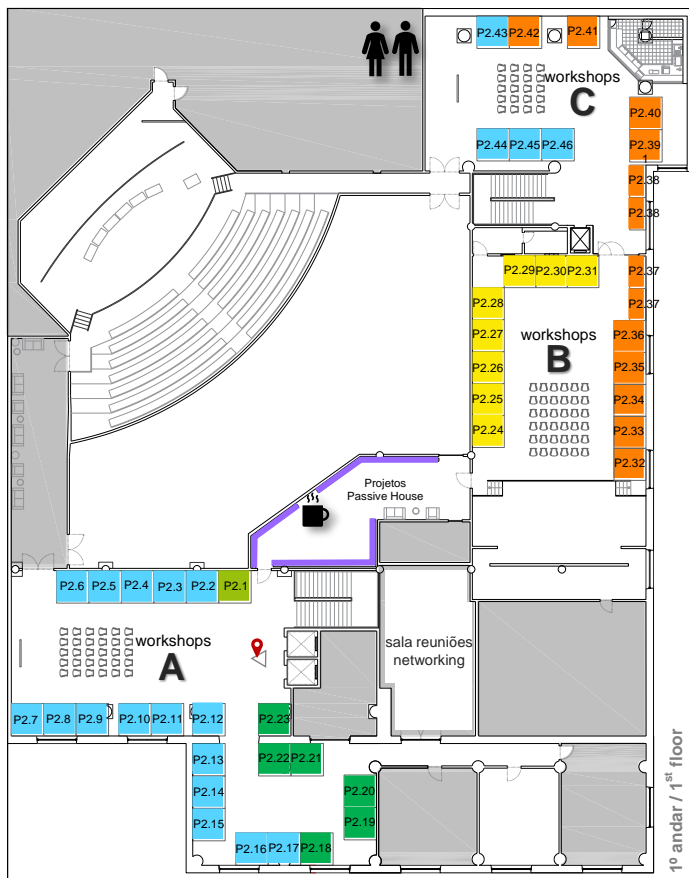 P2.43
P2.42
P2.41
workshops
C
P2.40
P2.44
P2.45
P2.46
P2.39
1
P2.38
P2.38
P2.29
P2.30
P2.31
P2.37
P2.28
P2.37
P2.27
workshops
B
P2.36
P2.26
P2.35
P2.25
P2.34
P2.24
P2.33
P2.32
Projetos
Passive House
P2.6
P2.5
P2.4
P2.3
P2.2
P2.1
workshops
A
sala reuniões
networking
P2.7
P2.8
P2.9
P2.10
P2.11
P2.12
P2.23
P2.13
P2.22
P2.21
P2.14
P2.20
P2.15
P2.19
P2.16
P2.17
P2.18
1º andar / 1st floor